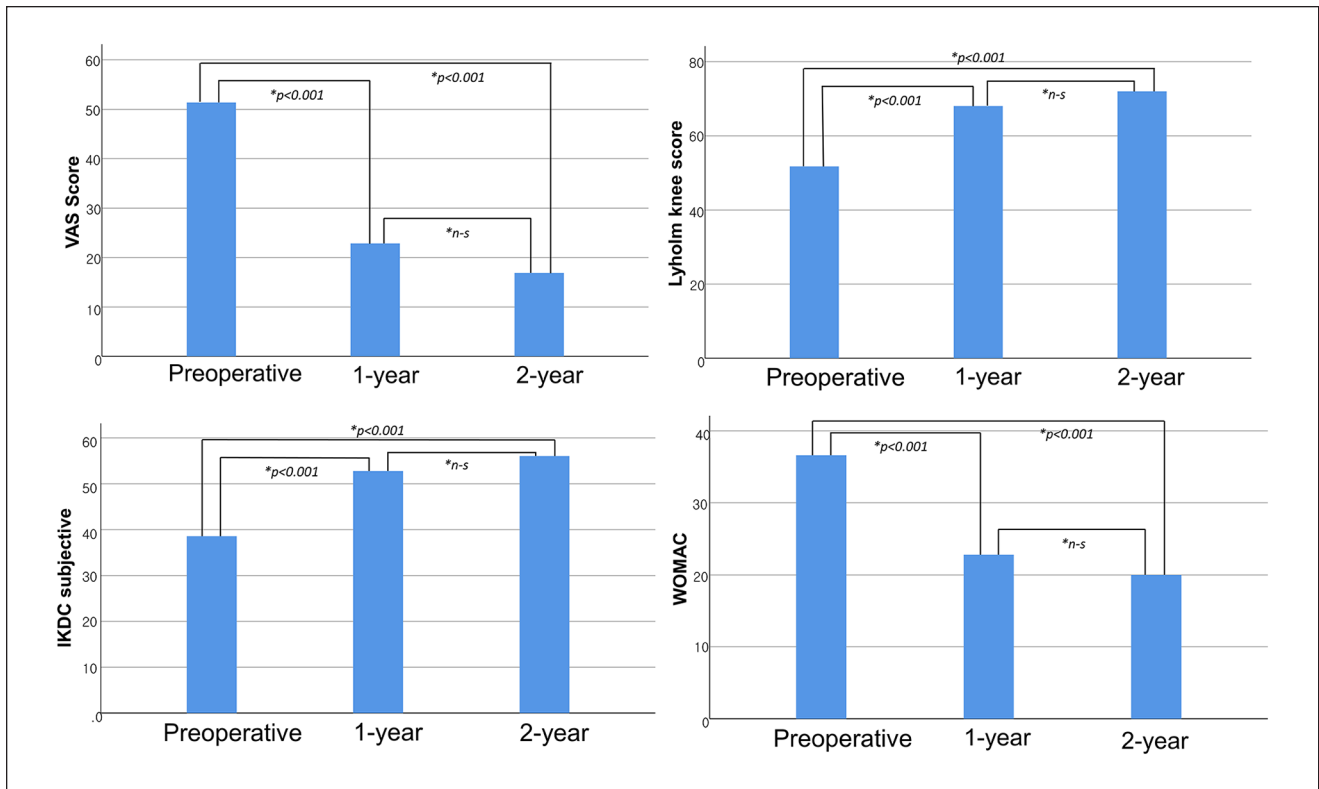 VAS Score
60
50
40
30
20
10
0
*p<0.001
*p<0.001
*n-s
Preoperative 1-year 2-year
Lyholm knee score
80
60
40
20
0
*p<0.001
*p<0.001
*n-s
Preoperative 1-year 2-year
IKDC subjective
60
50
40
30
20
10
.0
*p<0.001
*p<0.001
*n-s
Preoperative 1-year 2-year
WOMAC
40
30
20
10
0
*p<0.001
*p<0.001
*n-s
Preoperative 1-year 2-year